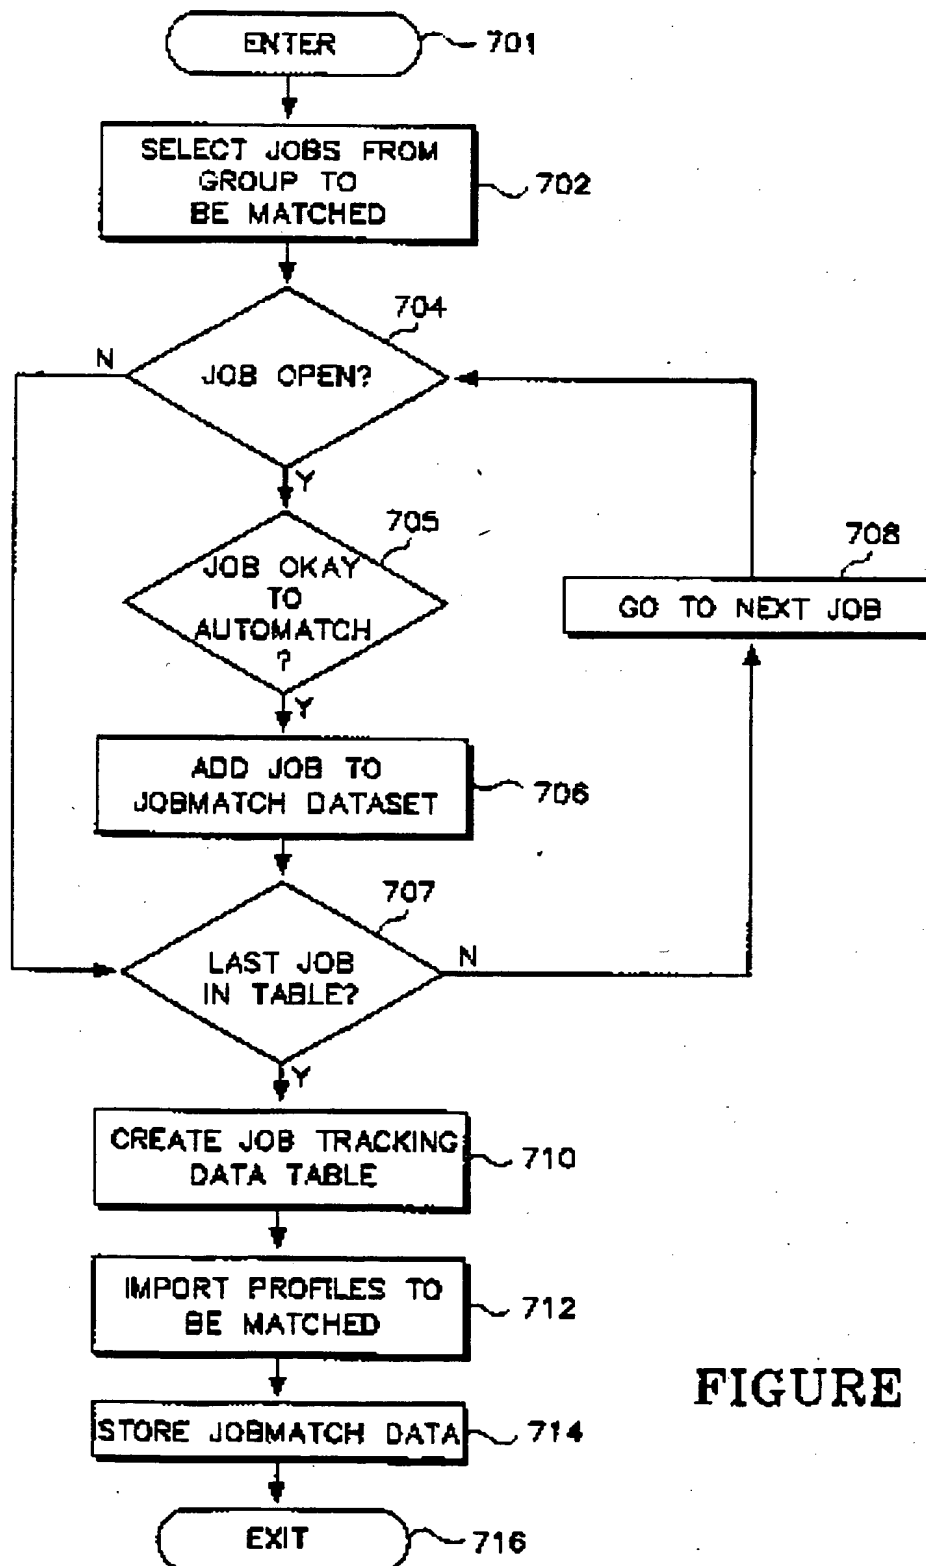 ENTER
701
SELECT JOBS FROM
GROUP TO
BE MATCHED
702
704
N
JOB OPEN?
Y
705
JOB OKAY
TO
AUTOMATCH
?
708
GO TO NEXT JOB
Y
ADD JOB TO
JOBMATCH DATASET
706
707
LAST JOB
IN TABLE?
N
Y
CREATE JOB TRACKING
DATA TABLE
710
IMPORT PROFILES TO
BE MATCHED
712
STORE JOBMATCH DATA
714
EXIT
716
FIGURE